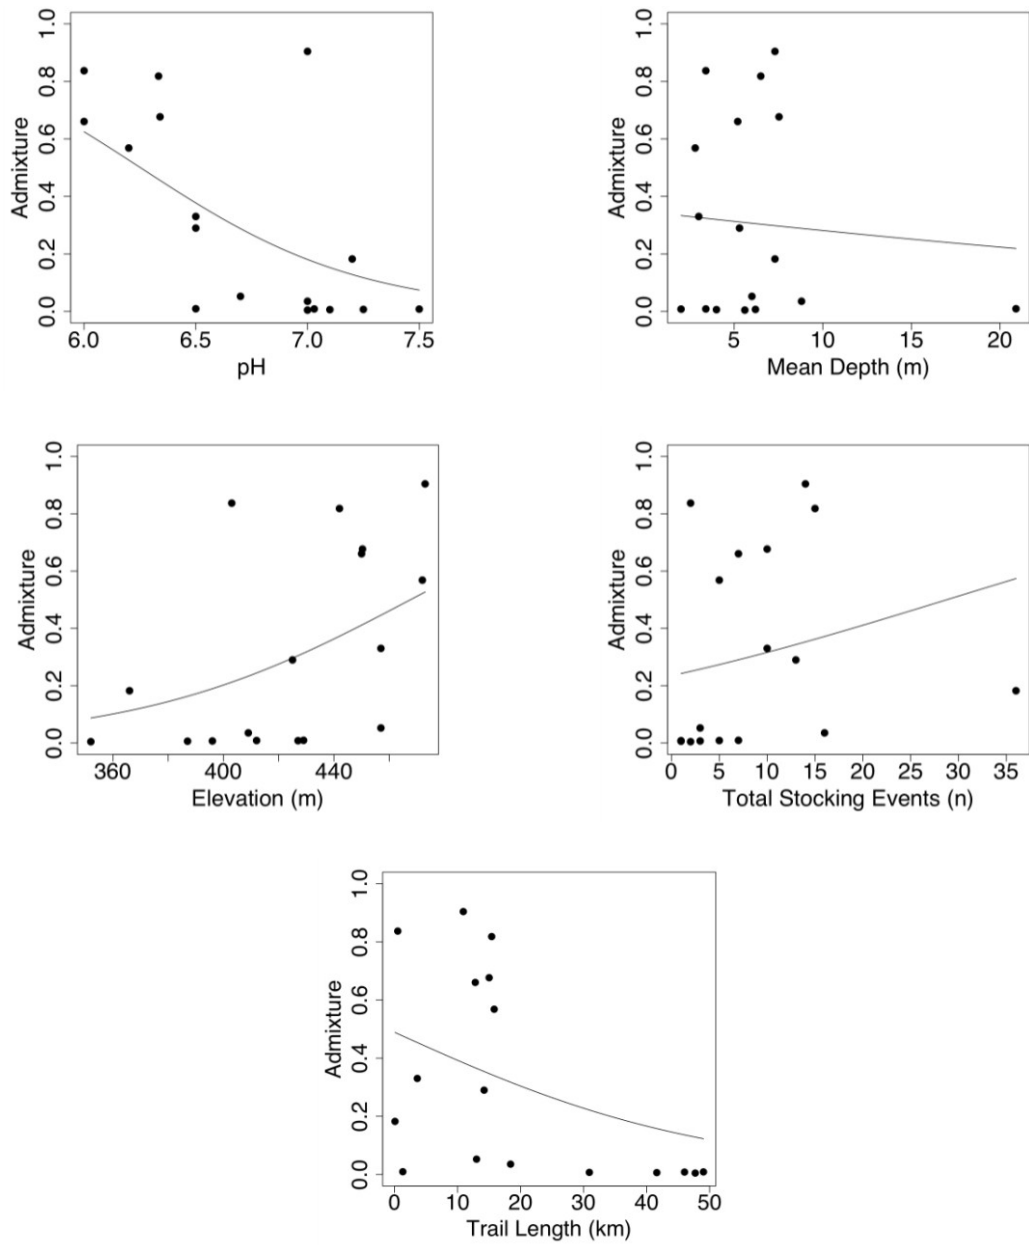 1.0
0.8
0.6
0.4
0.2
0.0
Admixture
6.0 6.5 7.0 7.5
pH
1.0
0.8
0.6
0.4
0.2
0.0
Admixture
5 10 15 20
Mean Depth (m)
1.0
0.8
0.6
0.4
0.2
0.0
Admixture
360 400 440
Elevation (m)
1.0
0.8
0.6
0.4
0.2
0.0
Admixture
0 5 10 15 20 25 30 35
Total Stocking Events (n)
1.0
0.8
0.6
0.4
0.2
0.0
Admixture
0 10 20 30 40 50
Trail Length (km)